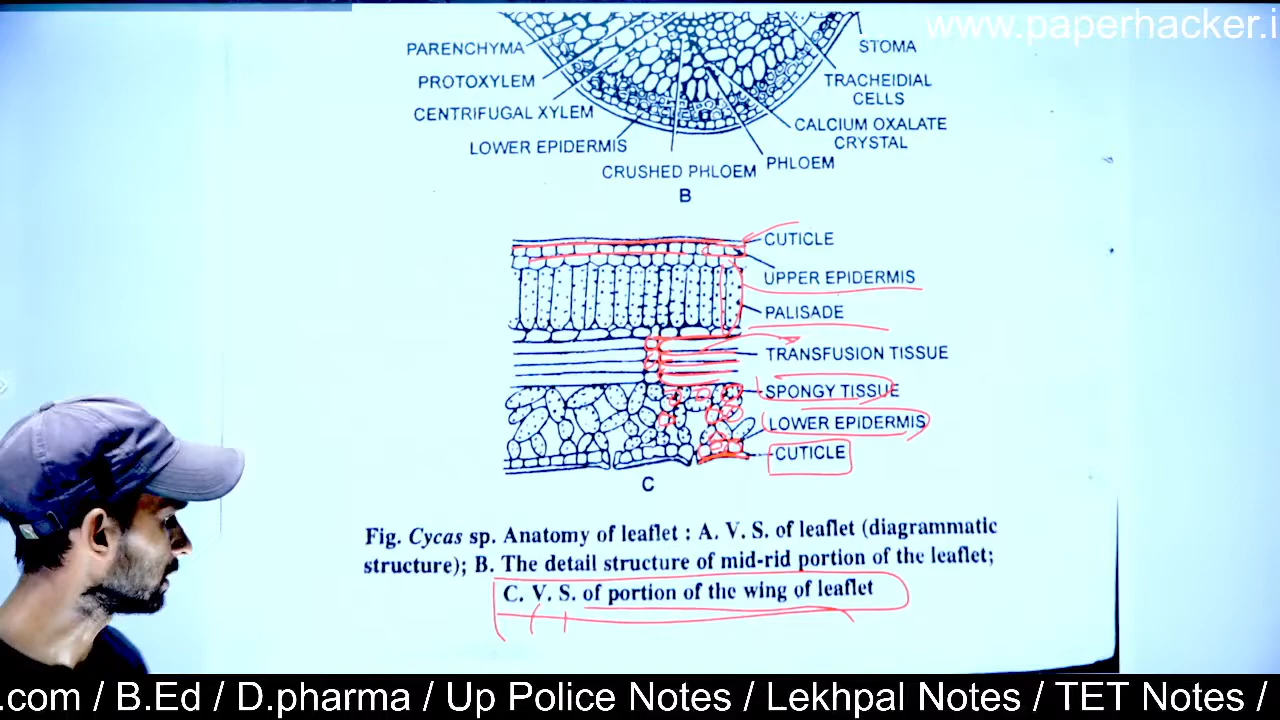 www.paperhacker.i
PARENCHYMA
PROTOXYLEM
CENTRIFUGAL XYLEM
LOWER EPIDERMIS
CRUSHED PHLOEM
PHLOEM
CALCIUM OXALATE
CRYSTAL
TRACHEIDIAL
CELLS
STOMA
B
CUTICLE
UPPER EPIDERMIS
PALISADE
TRANSFUSION TISSUE
SPONGY TISSUE
LOWER EPIDERMIS
CUTICLE
C
Fig. Cycas sp. Anatomy of leaflet : A. V. S. of leaflet (diagrammatic
structure); B. The detail structure of mid-rid portion of the leaflet;
C. V. S. of portion of the wing of leaflet
.com / B.Ed / D.pharma / Up Police Notes / Lekhpal Notes / TET Notes /